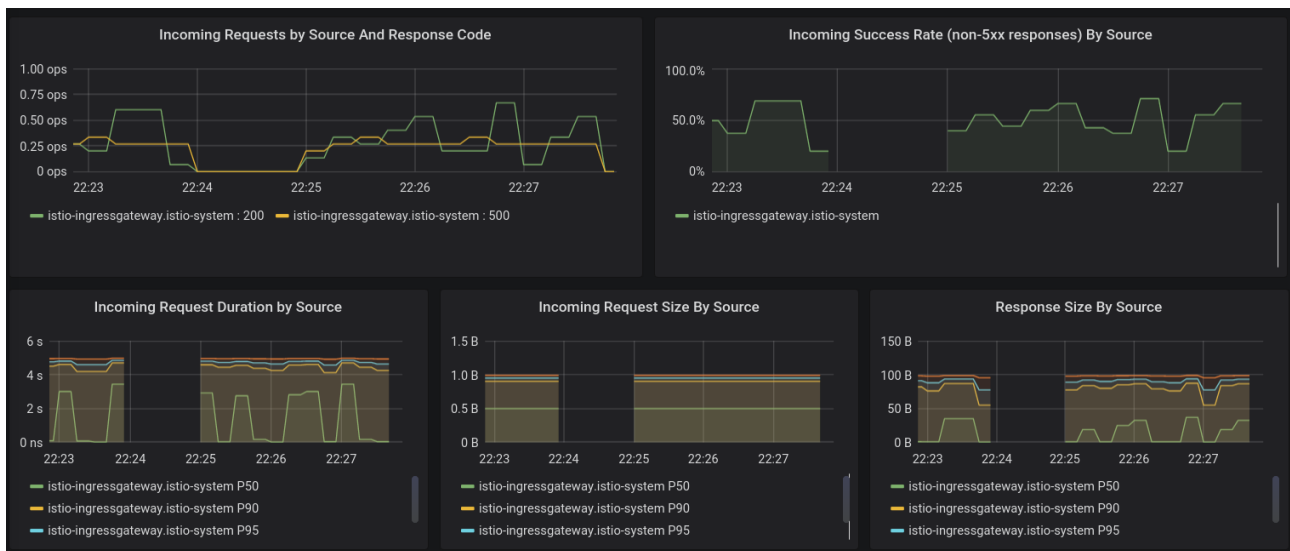 Incoming Requests by Source And Response Code
1.00 ops
0.75 ops
0.50 ops
0.25 ops
0 ops
22:23 22:24 22:25 22:26 22:27
istio-ingressgateway.istio-system : 200 istio-ingressgateway.istio-system : 500
Incoming Success Rate (non-5xx responses) By Source
100.0%
50.0%
0%
22:23 22:24 22:25 22:26 22:27
istio-ingressgateway.istio-system
Incoming Request Duration by Source
6 s
4 s
2 s
0 ns
22:23 22:24 22:25 22:26 22:27
istio-ingressgateway.istio-system P50
istio-ingressgateway.istio-system P90
istio-ingressgateway.istio-system P95
Incoming Request Size By Source
1.5 B
1.0 B
0.5 B
0 B
22:23 22:24 22:25 22:26 22:27
istio-ingressgateway.istio-system P50
istio-ingressgateway.istio-system P90
istio-ingressgateway.istio-system P95
Response Size By Source
150 B
100 B
50 B
0 B
22:23 22:24 22:25 22:26 22:27
istio-ingressgateway.istio-system P50
istio-ingressgateway.istio-system P90
istio-ingressgateway.istio-system P95